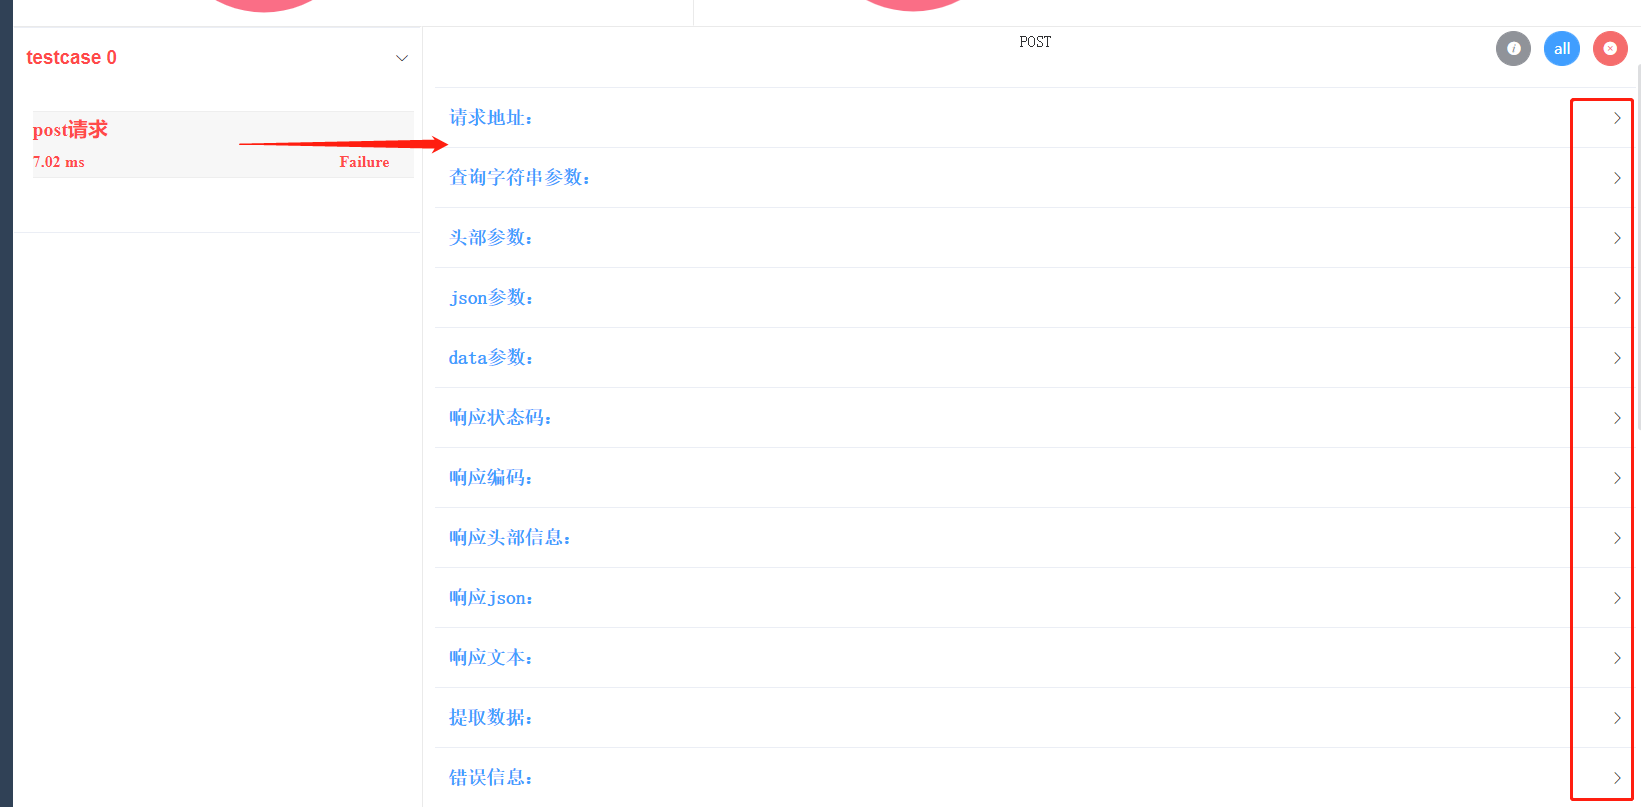 testcase 0
post请求
7.02 ms
Failure
POST
all
请求地址：
查询字符串参数：
头部参数：
json参数：
data参数：
响应状态码：
响应编码：
响应头部信息：
响应json：
响应文本：
提取数据：
错误信息：